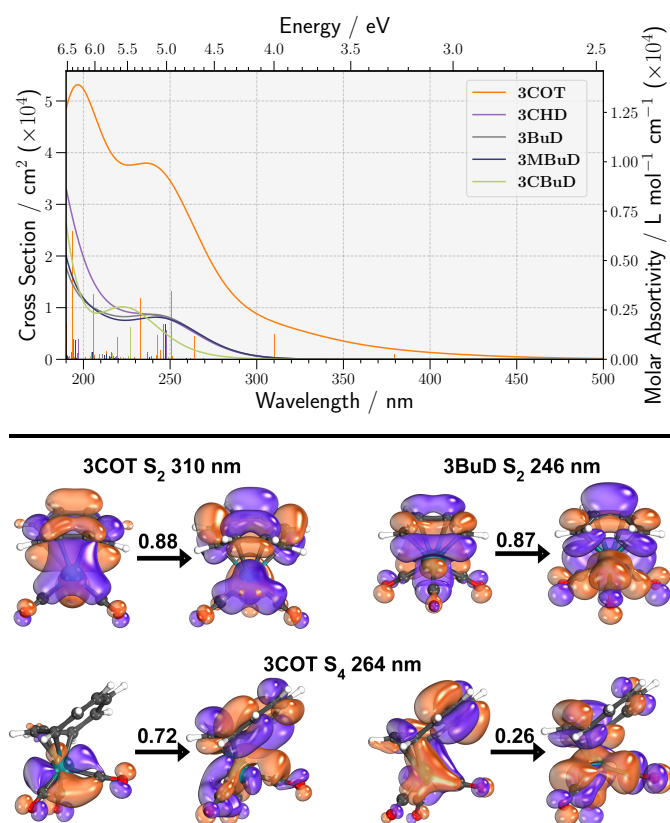 Energy / eV
6.5 6.0 5.5 5.0 4.5 4.0 3.5 3.0 2.5
Cross Section / cm² (×10⁴)
5
4
3
2
1
0
3COT
3CHD
3BuD
3MBuD
3CBuD
1.25
1.00
0.75
0.50
0.25
0.00
Molar Absortivity / L mol⁻¹ cm⁻¹ (×10⁴)
200 250 300 350 400 450 500
Wavelength / nm
3COT S₂ 310 nm
0.88
3BuD S₂ 246 nm
0.87
3COT S₄ 264 nm
0.72
0.26